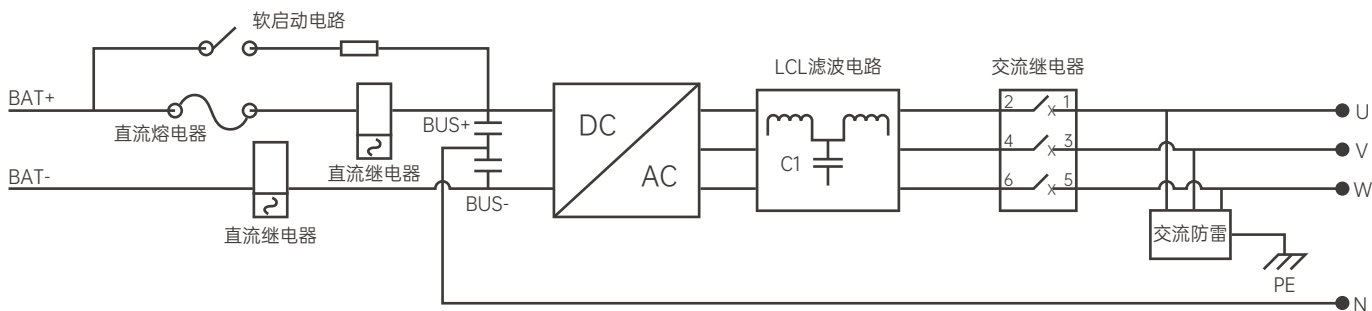 软启动电路
LCL滤波电路
交流继电器
BAT+
直流熔电器
BUS+
DC
AC
C1
2
1
4
3
6
5
U
V
W
直流继电器
BAT-
BUS-
直流继电器
交流防雷
PE
N